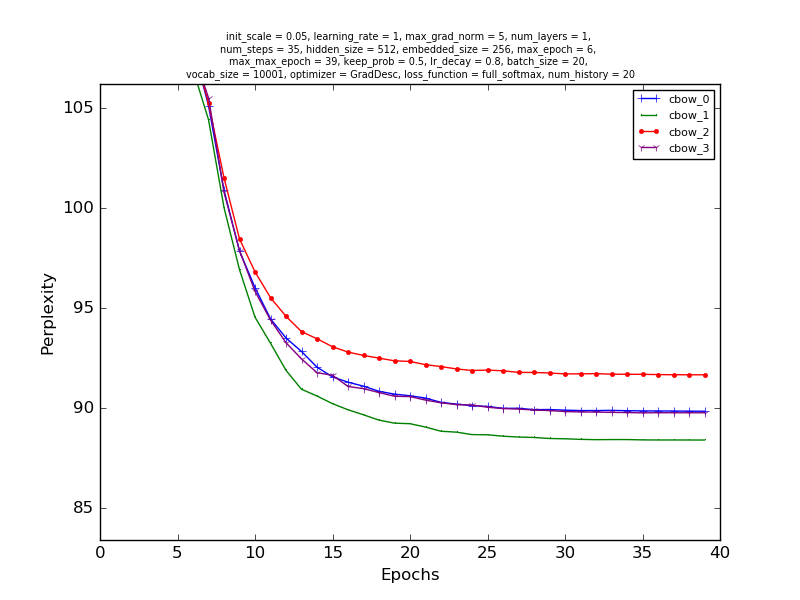 init_scale = 0.05, learning_rate = 1, max_grad_norm = 5, num_layers = 1,
num_steps = 35, hidden_size = 512, embedded_size = 256, max_epoch = 6,
max_max_epoch = 39, keep_prob = 0.5, lr_decay = 0.8, batch_size = 20,
vocab_size = 10001, optimizer = GradDesc, loss_function = full_softmax, num_history = 20
cbow_0
cbow_1
cbow_2
cbow_3
Perplexity
105
100
95
90
85
0 5 10 15 20 25 30 35 40
Epochs